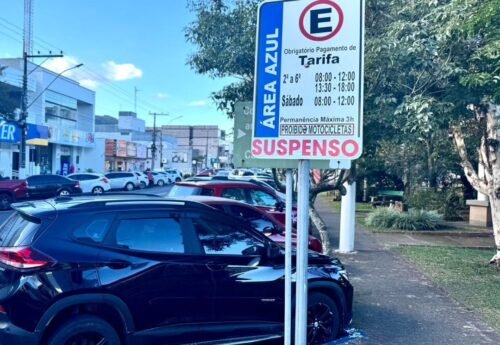 E
Obrigatório Pagamento de
Tarifa
ÁREA AZUL
2ª a 6ª 08:00 - 12:00
13:30 - 18:00
Sábado 08:00 - 12:00
Permanência Máxima
PROIBIDO MOTOCICLETAS
SUSPENSO